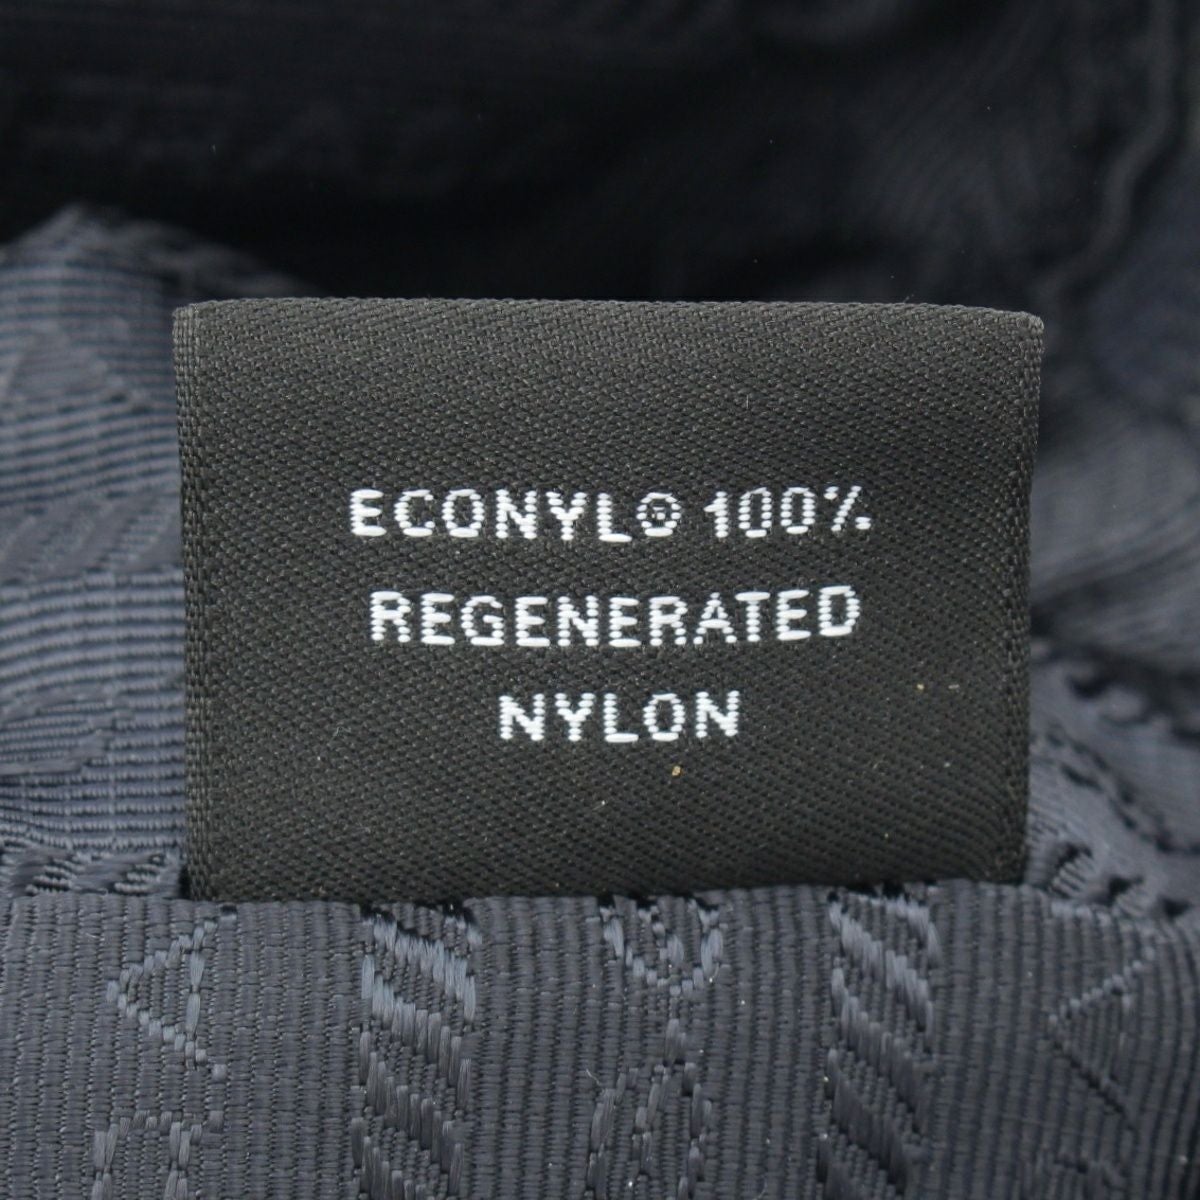 ECONYL® 100%
REGENERATED
NYLON